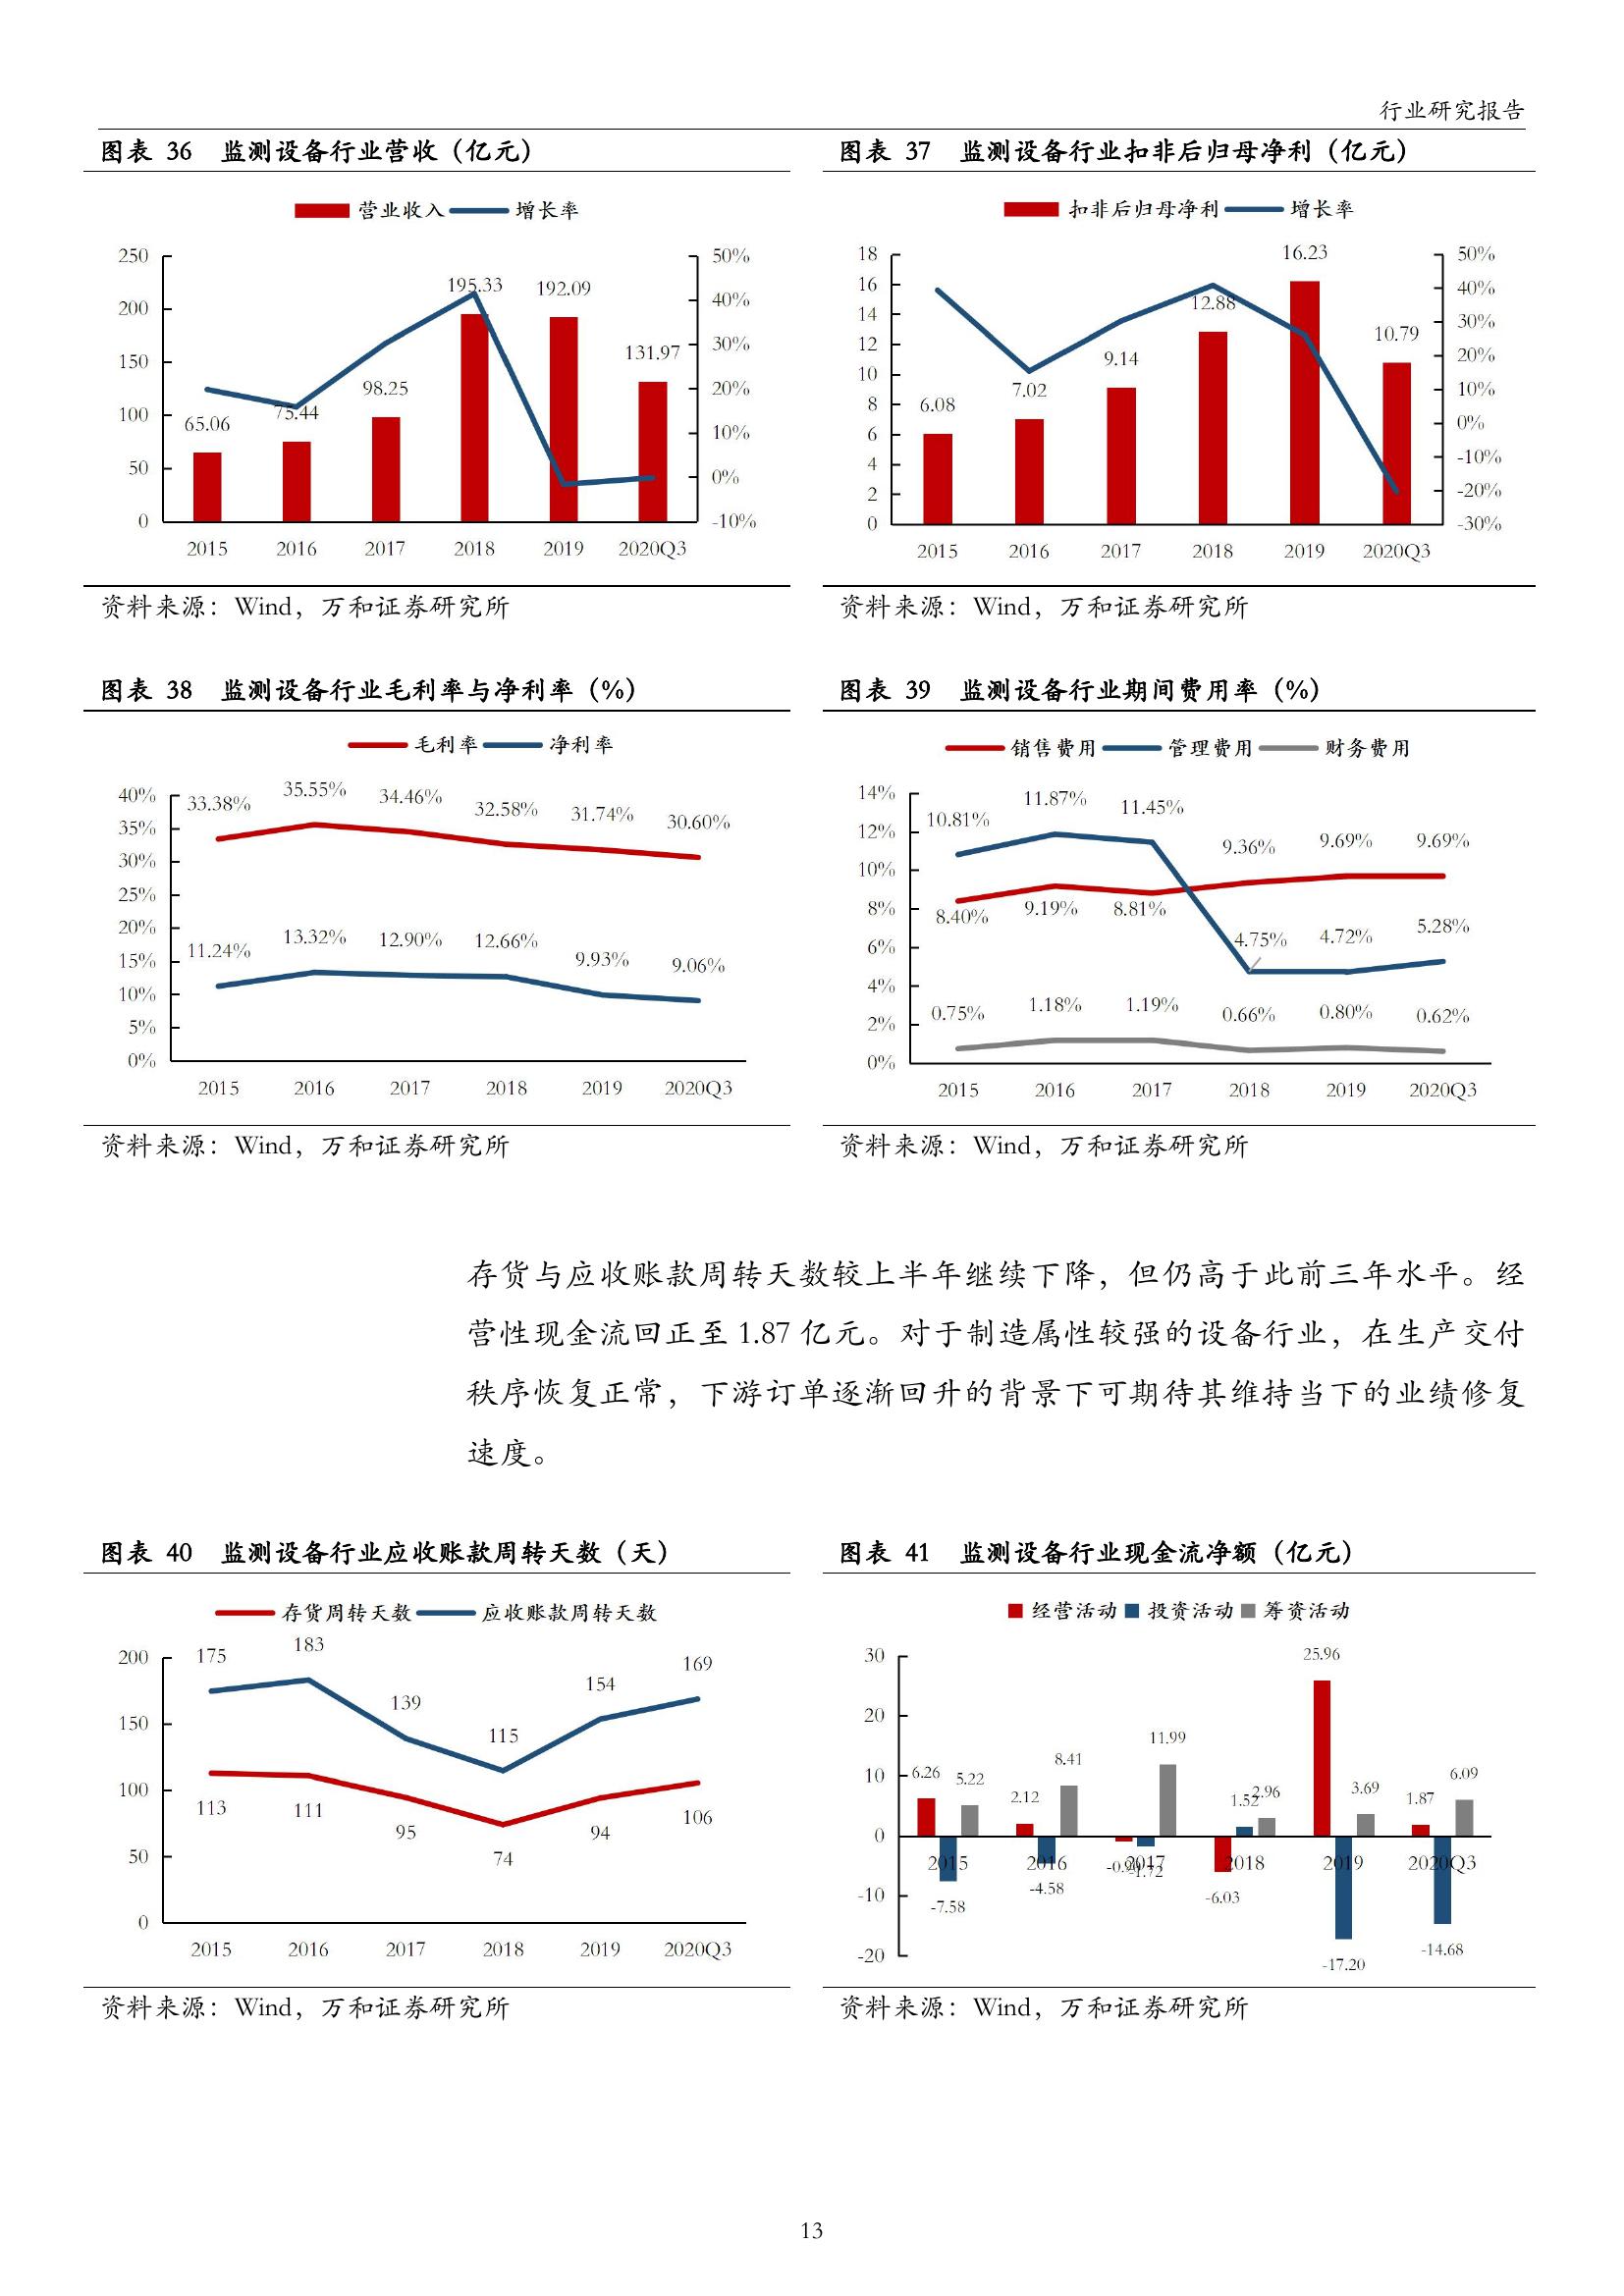 行业研究报告
图表 36 监测设备行业营收（亿元）
营业收入 增长率
250 200 150 100 50 0
50% 40% 30% 20% 10% 0% -10%
65.06 75.44 98.25 195.33 192.09 131.97
2015 2016 2017 2018 2019 2020Q3
资料来源：Wind，万和证券研究所
图表 37 监测设备行业扣非后归母净利（亿元）
扣非后归母净利 增长率
18 16 14 12 10 8 6 4 2 0
50% 40% 30% 20% 10% 0% -10% -20% -30%
6.08 7.02 9.14 12.88 16.23 10.79
2015 2016 2017 2018 2019 2020Q3
资料来源：Wind，万和证券研究所
图表 38 监测设备行业毛利率与净利率（%）
毛利率 净利率
40% 35% 30% 25% 20% 15% 10% 5% 0%
33.38% 35.55% 34.46% 32.58% 31.74% 30.60%
11.24% 13.32% 12.90% 12.66% 9.93% 9.06%
2015 2016 2017 2018 2019 2020Q3
资料来源：Wind，万和证券研究所
图表 39 监测设备行业期间费用率（%）
销售费用 管理费用 财务费用
14% 12% 10% 8% 6% 4% 2% 0%
10.81% 11.87% 11.45% 4.75% 4.72% 5.28%
8.40% 9.19% 8.81% 9.36% 9.69% 9.69%
0.75% 1.18% 1.19% 0.66% 0.80% 0.62%
2015 2016 2017 2018 2019 2020Q3
资料来源：Wind，万和证券研究所
存货与应收账款周转天数较上半年继续下降，但仍高于此前三年水平。经
营性现金流回正至 1.87 亿元。对于制造属性较强的设备行业，在生产交付
秩序恢复正常，下游订单逐渐回升的背景下可期待其维持当下的业绩修复
速度。
图表 40 监测设备行业应收账款周转天数（天）
存货周转天数 应收账款周转天数
200 150 100 50 0
175 183 139 115 154 169
113 111 95 74 94 106
2015 2016 2017 2018 2019 2020Q3
资料来源：Wind，万和证券研究所
图表 41 监测设备行业现金流净额（亿元）
经营活动 投资活动 筹资活动
30 20 10 0 -10 -20
6.26 2.12 -6.03 25.96 1.87
-7.58 -4.58 -1.72 1.52 -17.20 -14.68
5.22 8.41 11.99 2.96 3.69 6.09
2015 2016 2017 2018 2019 2020Q3
资料来源：Wind，万和证券研究所
13